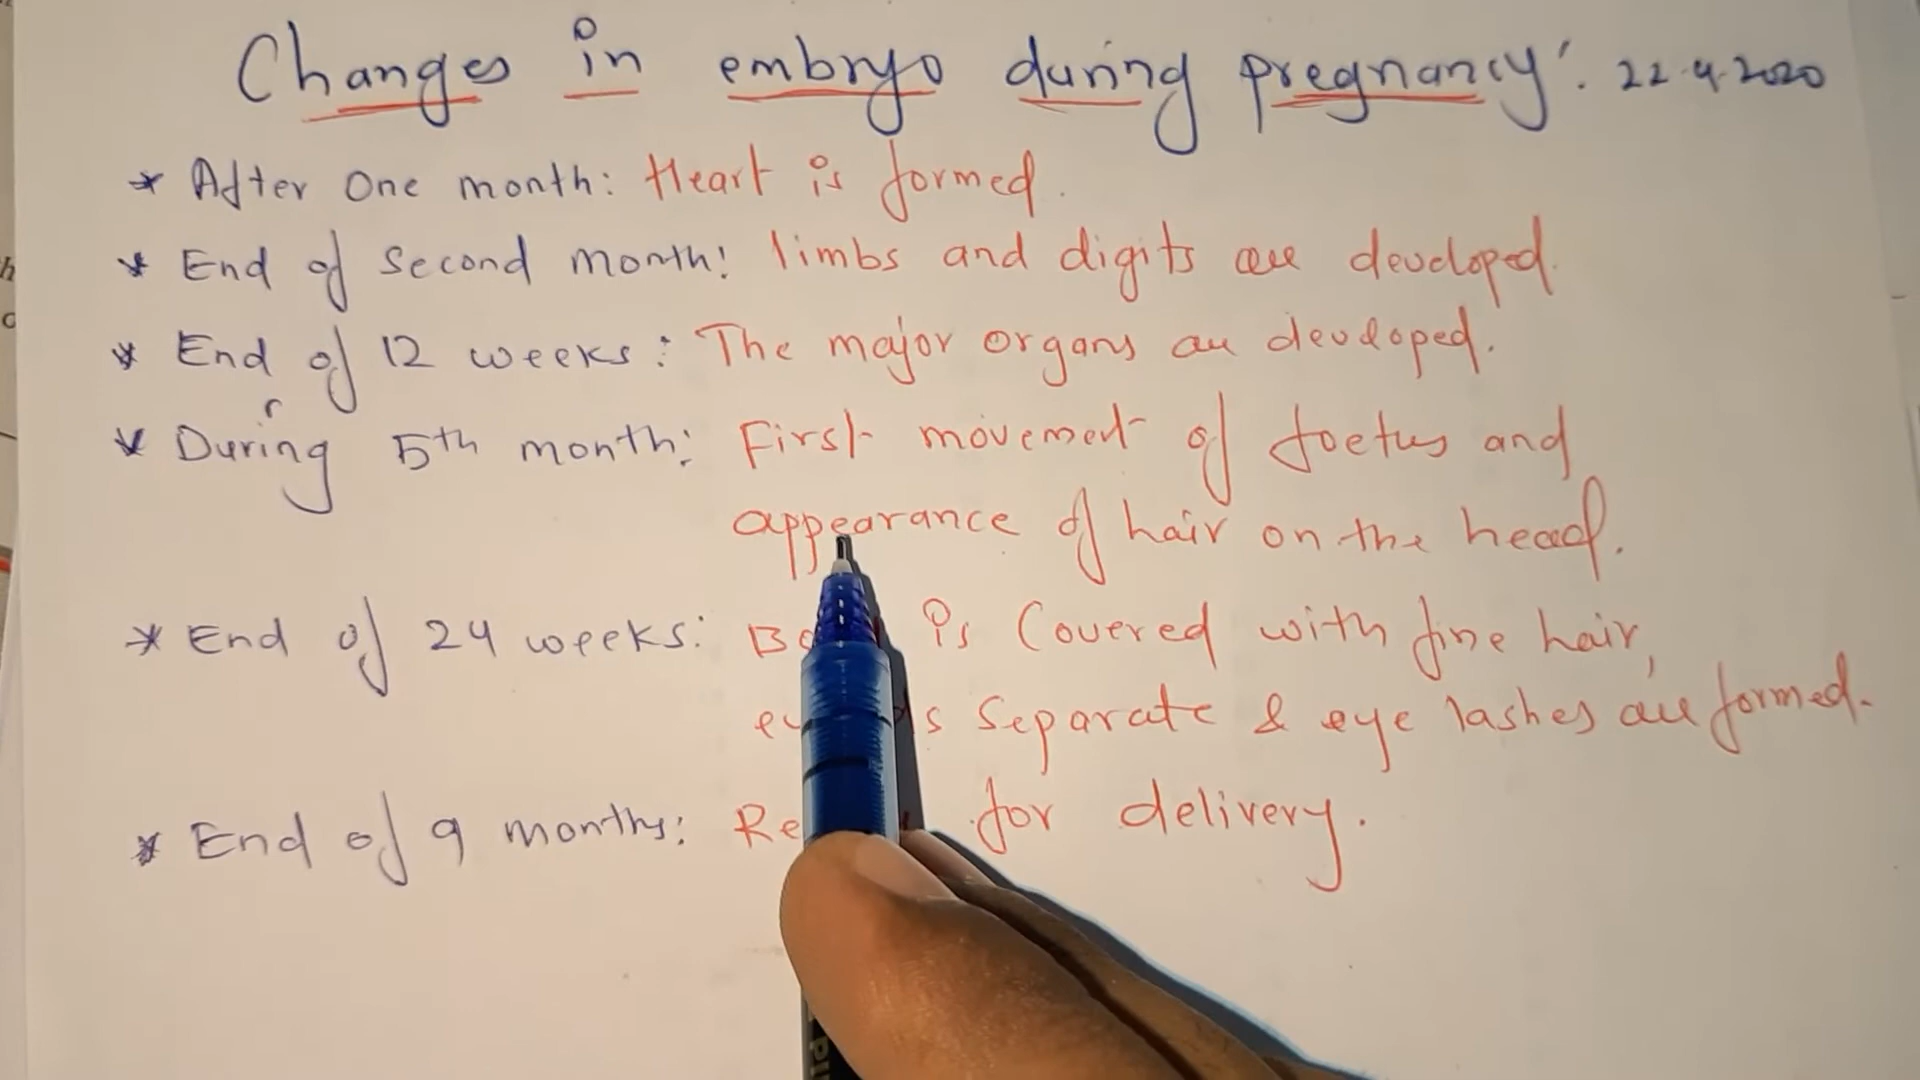 Changes in embryo during pregnancy: 22.4.2020
* After one month: Heart is formed.
* End of second month: limbs and digits are developed.
* End of 12 weeks: The major organs are developed.
* During 5th month: First movement of foetus and
appearance of hair on the head.
* End of 24 weeks: is covered with fine hair,
separate & eye lashes are formed.
* End of 9 months: for delivery.